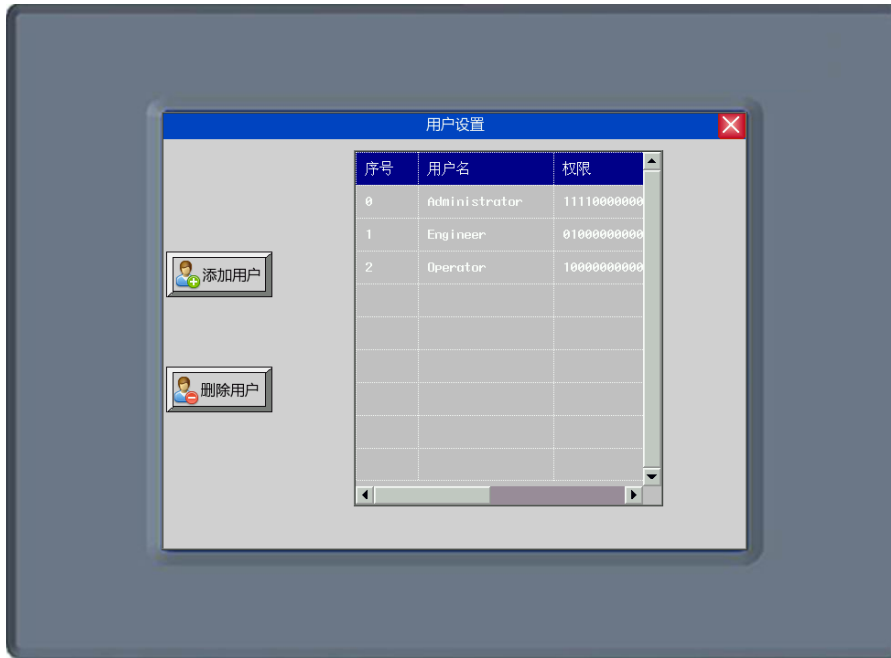 用户设置
序号 用户名 权限
0 Administrator 11110000000
1 Engineer 01000000000
2 Operator 10000000000
添加用户
删除用户